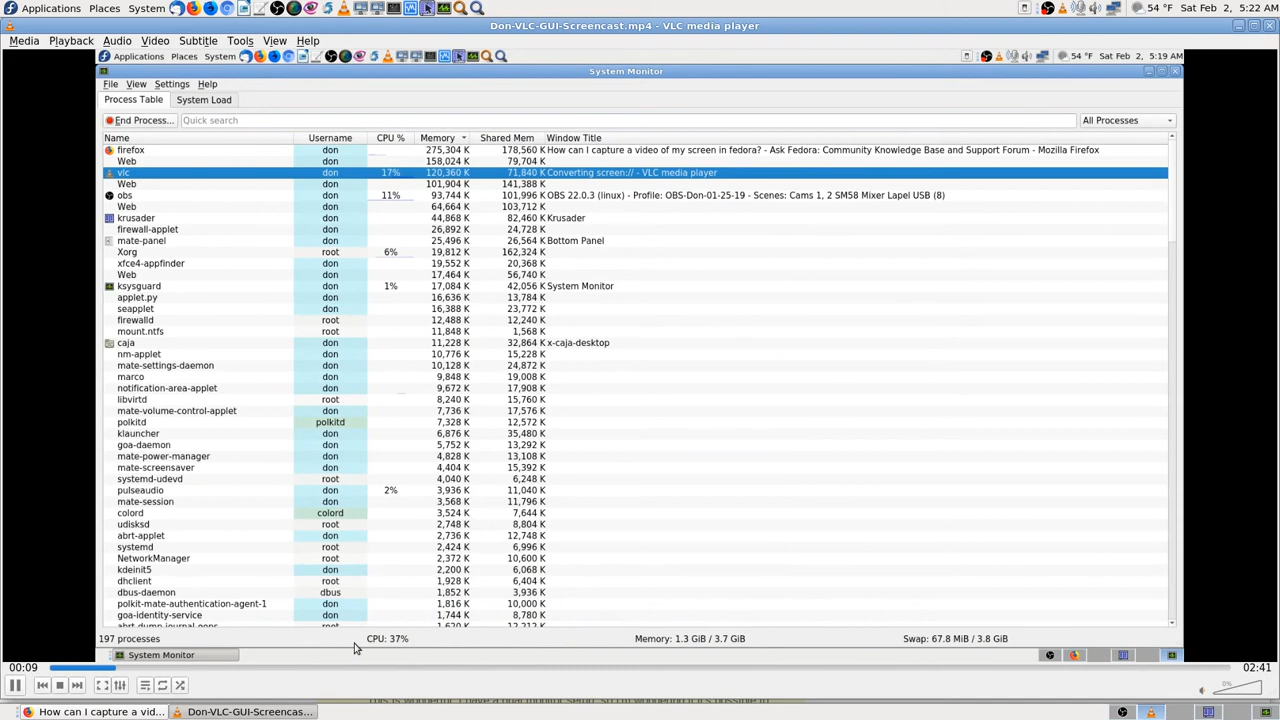 Applications Places System 54 °F Sat Feb 2, 5:22 AM
Don-VLC-GUI-Screencast.mp4 - VLC media player
Media Playback Audio Video Subtitle Tools View Help
Applications Places System 54 °F Sat Feb 2, 5:19 AM
System Monitor
File View Settings Help
Process Table System Load
End Process... Quick search All Processes
Name Username CPU % Memory Shared Mem Window Title
firefox don 275,304 K 178,560 K How can I capture a video of my screen in fedora? - Ask Fedora: Community Knowledge Base and Support Forum - Mozilla Firefox
Web don 158,024 K 79,704 K
vlc don 17% 120,360 K 71,840 K Converting screen:// - VLC media player
Web don 101,904 K 141,388 K
obs don 11% 93,744 K 101,996 K OBS 22.0.3 (linux) - Profile: OBS-Don-01-25-19 - Scenes: Cams 1, 2 SM58 Mixer Lapel USB (8)
Web don 64,664 K 103,712 K
krusader don 44,868 K 82,460 K Krusader
firewall-applet don 26,892 K 24,728 K
mate-panel don 25,496 K 26,564 K Bottom Panel
Xorg root 6% 19,812 K 162,324 K
xfce4-appfinder don 19,552 K 20,368 K
Web don 17,464 K 56,740 K
ksysguard don 1% 17,084 K 42,056 K System Monitor
applet.py don 16,636 K 13,784 K
seapplet don 16,388 K 23,772 K
firewalld root 12,488 K 12,240 K
mount.ntfs root 11,848 K 1,568 K
caja don 11,228 K 32,864 K x-caja-desktop
nm-applet don 10,776 K 15,228 K
mate-settings-daemon don 10,128 K 24,872 K
marco don 9,848 K 19,008 K
notification-area-applet don 9,672 K 17,908 K
libvirtd root 8,240 K 15,760 K
mate-volume-control-applet don 7,736 K 17,576 K
polkitd polkitd 7,328 K 12,572 K
klauncher don 6,876 K 35,480 K
goa-daemon don 5,752 K 13,292 K
mate-power-manager don 4,828 K 13,108 K
mate-screensaver don 4,404 K 15,392 K
systemd-udevd root 4,040 K 6,248 K
pulseaudio don 2% 3,936 K 11,040 K
mate-session don 3,568 K 11,796 K
colord colord 3,524 K 7,644 K
udisksd root 2,748 K 8,804 K
abrt-applet don 2,736 K 12,748 K
systemd root 2,424 K 6,996 K
NetworkManager root 2,372 K 10,600 K
kdeinit5 don 2,200 K 6,068 K
dhclient root 1,928 K 6,404 K
dbus-daemon dbus 1,852 K 3,936 K
polkit-mate-authentication-agent-1 don 1,816 K 10,000 K
goa-identity-service don 1,744 K 8,780 K
abrt-dump-journal-oops root 1,620 K 12,212 K
197 processes CPU: 37% Memory: 1.3 GiB / 3.7 GiB Swap: 67.8 MiB / 3.8 GiB
System Monitor
00:09 02:41
0%
How can I capture a vid... Don-VLC-GUI-Screencas...